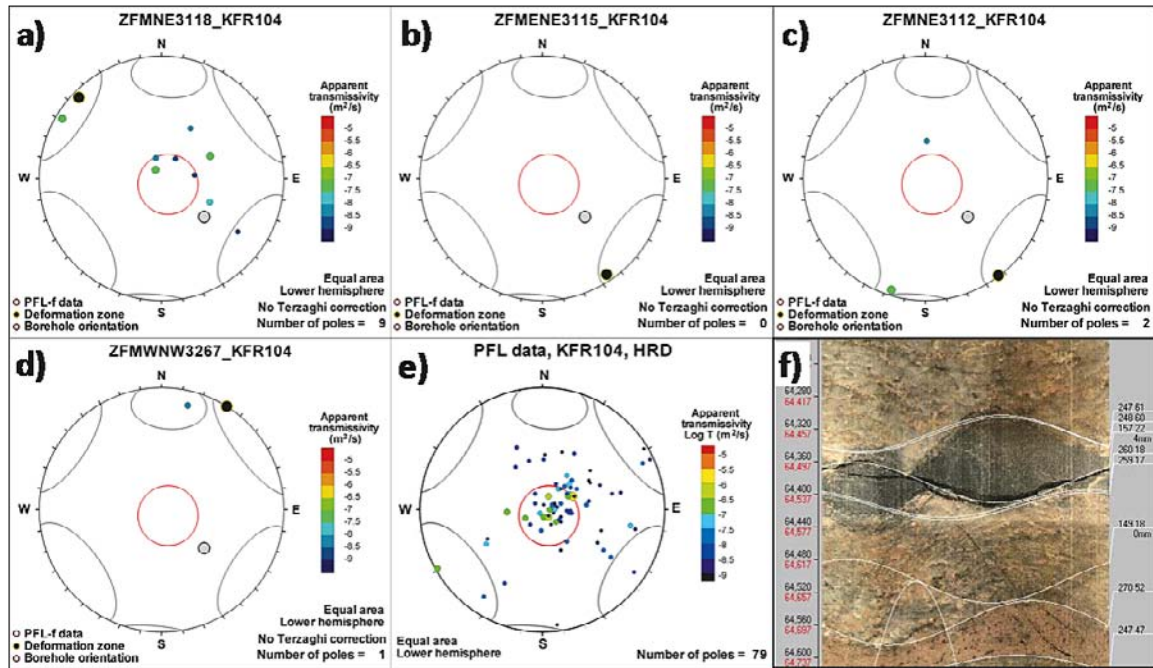 a)
ZFMNE3118_KFR104
N
W
E
S
Apparent
transmissivity
(m²/s)
-5
-5.5
-6
-6.5
-7
-7.5
-8
-8.5
-9
Equal area
Lower hemisphere
PFL-f data
No Terzaghi correction
Deformation zone
Borehole orientation
Number of poles = 9
b)
ZFMENE3115_KFR104
N
W
E
S
Apparent
transmissivity
(m²/s)
-5
-5.5
-6
-6.5
-7
-7.5
-8
-8.5
-9
Equal area
Lower hemisphere
PFL-f data
No Terzaghi correction
Deformation zone
Borehole orientation
Number of poles = 0
c)
ZFMNE3112_KFR104
N
W
E
S
Apparent
transmissivity
(m²/s)
-5
-5.5
-6
-6.5
-7
-7.5
-8
-8.5
-9
Equal area
Lower hemisphere
PFL-f data
No Terzaghi correction
Deformation zone
Borehole orientation
Number of poles = 2
d)
ZFMWNW3267_KFR104
N
W
E
S
Apparent
transmissivity
(m²/s)
-5
-5.5
-6
-6.5
-7
-7.5
-8
-8.5
-9
Equal area
Lower hemisphere
PFL-f data
No Terzaghi correction
Deformation zone
Borehole orientation
Number of poles = 1
e)
PFL data, KFR104, HRD
N
W
E
S
Apparent
transmissivity
Log T (m²/s)
-5
-5.5
-6
-6.5
-7
-7.5
-8
-8.5
-9
Equal area
Lower hemisphere
Number of poles = 79
f)
64,280
64,417
64,320
64,457
64,360
64,497
64,400
64,537
64,440
64,577
64,480
64,617
64,520
64,657
64,560
64,697
64,600
64,737
247.61
248.60
157.22
4mm
260.18
259.17
149.18
0mm
270.52
247.47